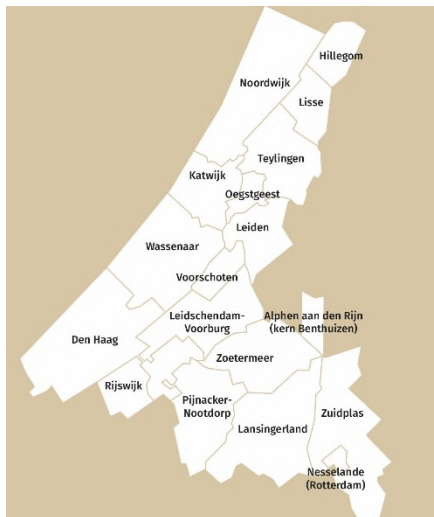 Hillegom
Noordwijk
Lisse
Teylingen
Katwijk
Oegstgeest
Leiden
Wassenaar
Voorschoten
Leidschendam-
Voorburg
Alphen aan den Rijn
(kern Benthuizen)
Den Haag
Zoetermeer
Rijswijk
Pijnacker-
Nootdorp
Zuidplas
Lansingerland
Nesselande
(Rotterdam)